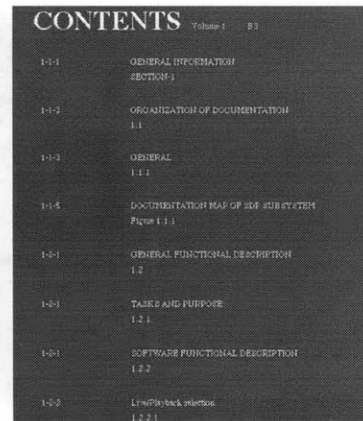 CONTENTS Volume 1 B3
1-1-1 GENERAL INFORMATION
SECTION-1
1-1-2 ORGANIZATION OF DOCUMENTATION
1.1
1-1-3 GENERAL
1.1.1
1-1-5 DOCUMENTATION MAP OF SDP SUBSYSTEM
Figure 1.1.1
1-2-1 GENERAL FUNCTIONAL DESCRIPTION
1.2
1-2-1 TASKS AND PURPOSE
1.2.1
1-2-1 SOFTWARE FUNCTIONAL DESCRIPTION
1.2.2
1-2-2 Live/Playback selection
1.2.2.1